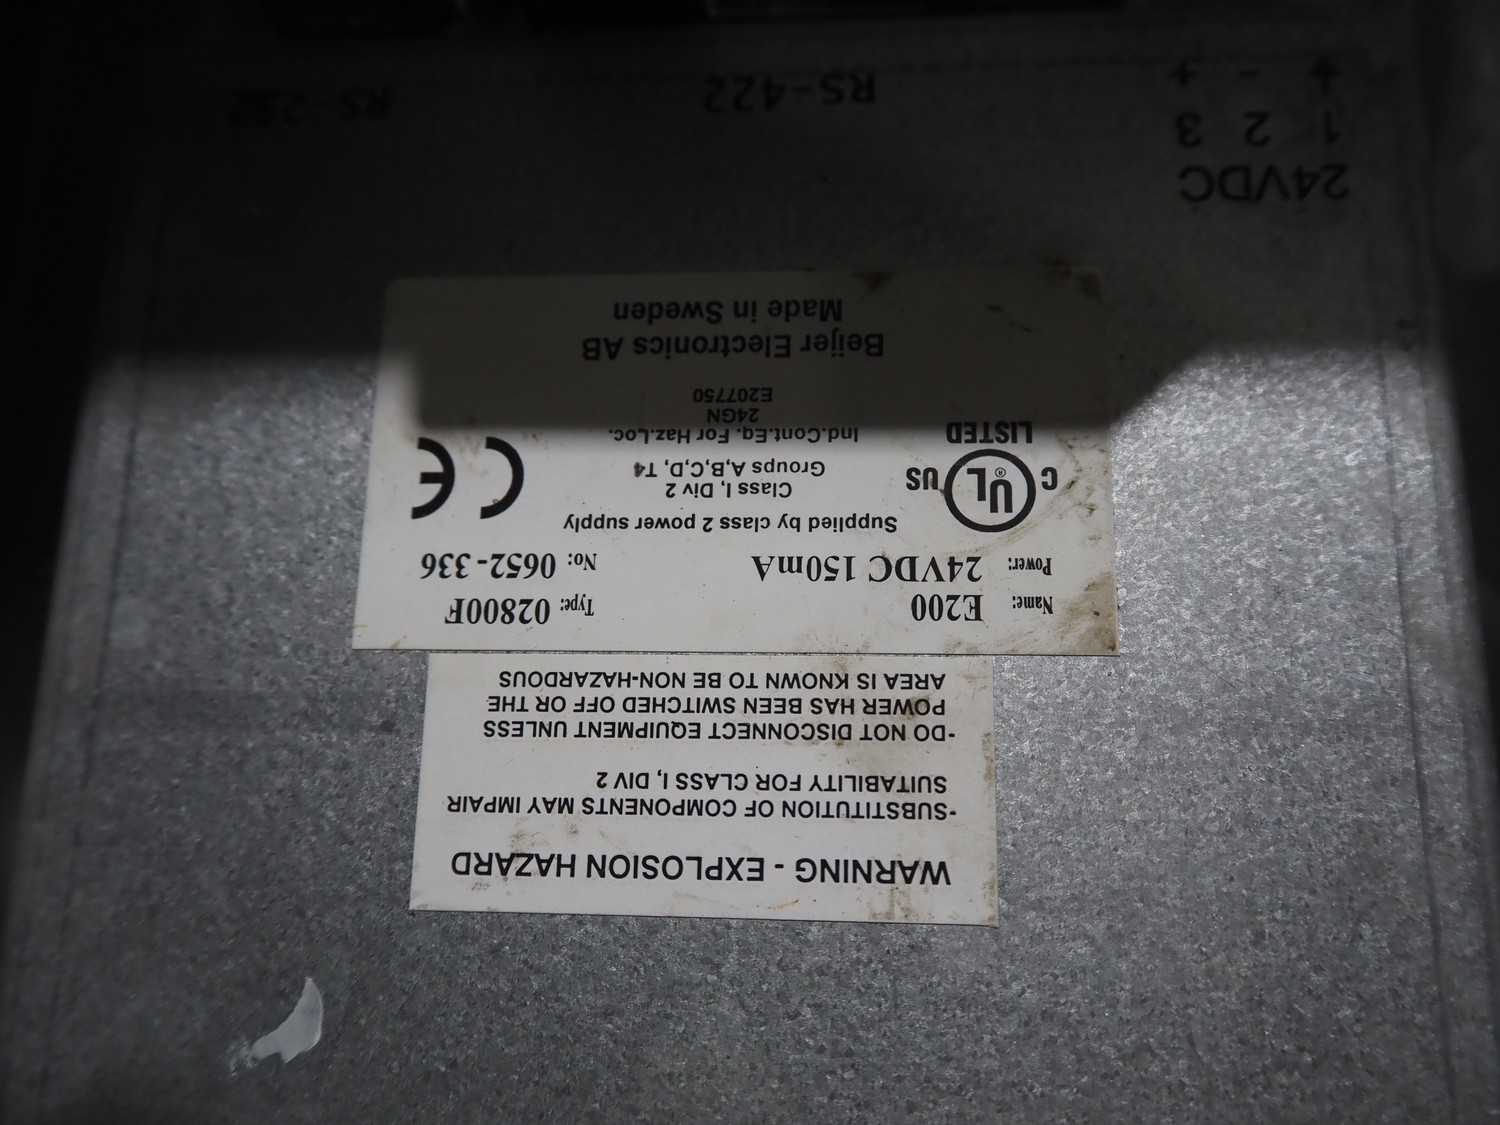 WARNING - EXPLOSION HAZARD
-SUBSTITUTION OF COMPONENTS MAY IMPAIR
SUITABILITY FOR CLASS I, DIV 2
-DO NOT DISCONNECT EQUIPMENT UNLESS
POWER HAS BEEN SWITCHED OFF OR THE
AREA IS KNOWN TO BE NON-HAZARDOUS
Name: E200 Type: 02800F
Power: 24VDC 150mA No: 0652-336
Supplied by class 2 power supply
Class I, Div 2
Groups A,B,C,D, T4
Ind.Cont.Eq. For Haz.Loc.
24GN
E207750
C UL ® US
LISTED
CE
Beijer Electronics AB
Made in Sweden
24VDC
1 2 3
- +
RS-422
RS-232